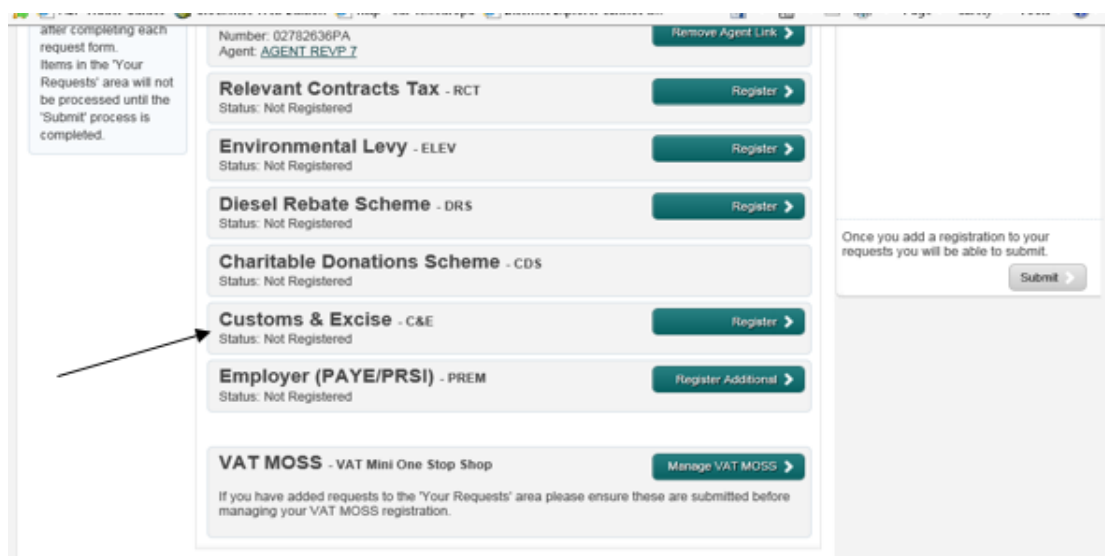 after completing each
request form.
Items in the 'Your
Requests' area will not
be processed until the
'Submit' process is
completed.
Number: 02782636PA
Agent: AGENT REVP 7
Remove Agent Link
Relevant Contracts Tax - RCT
Status: Not Registered
Register
Environmental Levy - ELEV
Status: Not Registered
Register
Diesel Rebate Scheme - DRS
Status: Not Registered
Register
Charitable Donations Scheme - CDS
Status: Not Registered
Customs & Excise - C&E
Status: Not Registered
Register
Employer (PAYE/PRSI) - PREM
Status: Not Registered
Register Additional
VAT MOSS - VAT Mini One Stop Shop
Manage VAT MOSS
If you have added requests to the 'Your Requests' area please ensure these are submitted before
managing your VAT MOSS registration.
Once you add a registration to your
requests you will be able to submit.
Submit